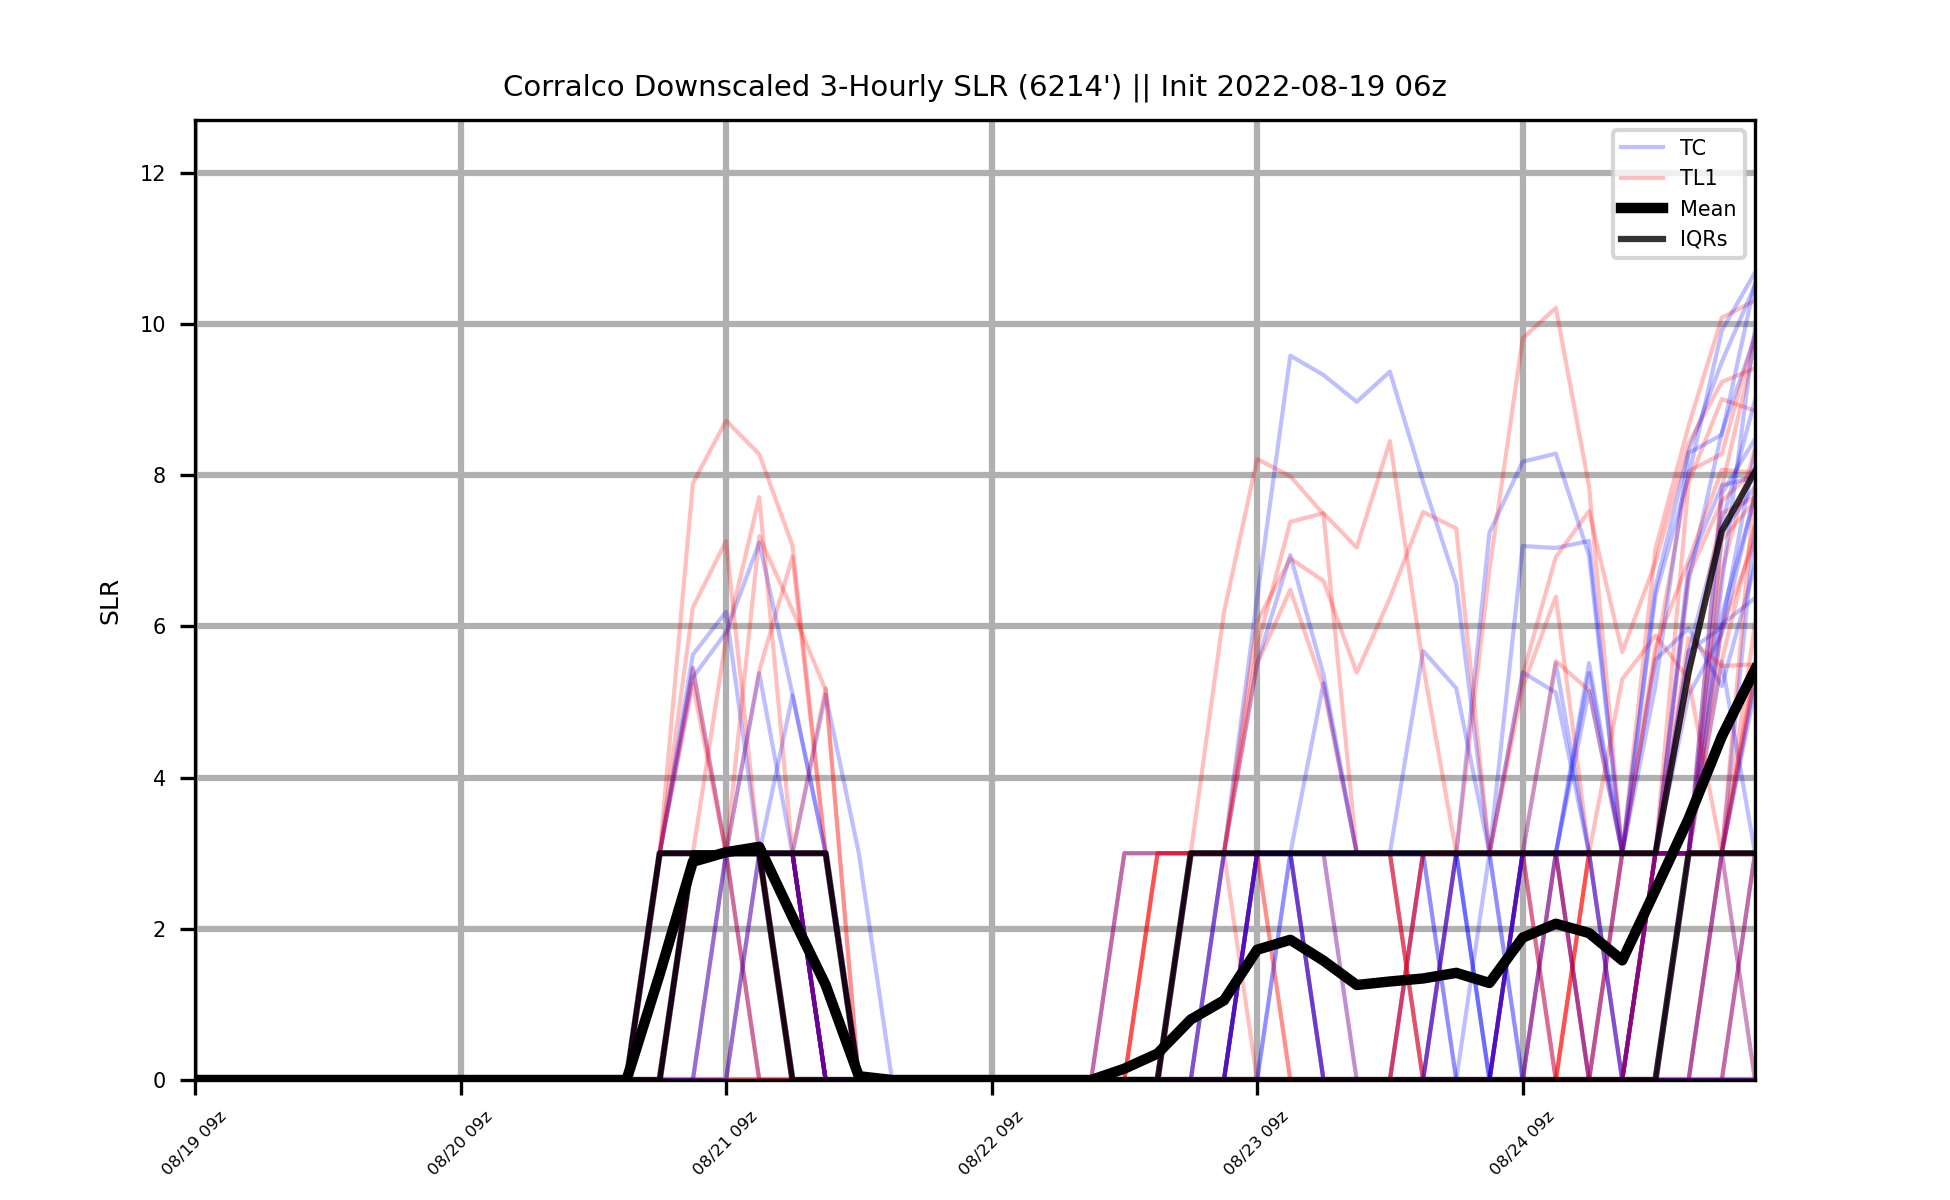 Corralco Downscaled 3-Hourly SLR (6214') || Init 2022-08-19 06z
TC
TL1
Mean
IQRs
12
10
8
6
4
2
0
SLR
08/19 09z
08/20 09z
08/21 09z
08/22 09z
08/23 09z
08/24 09z